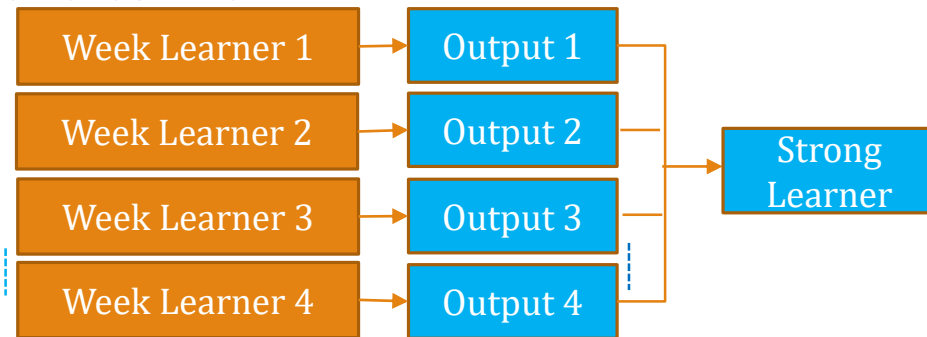 Week Learner 1
Output 1
Week Learner 2
Output 2
Week Learner 3
Output 3
Week Learner 4
Output 4
Strong
Learner